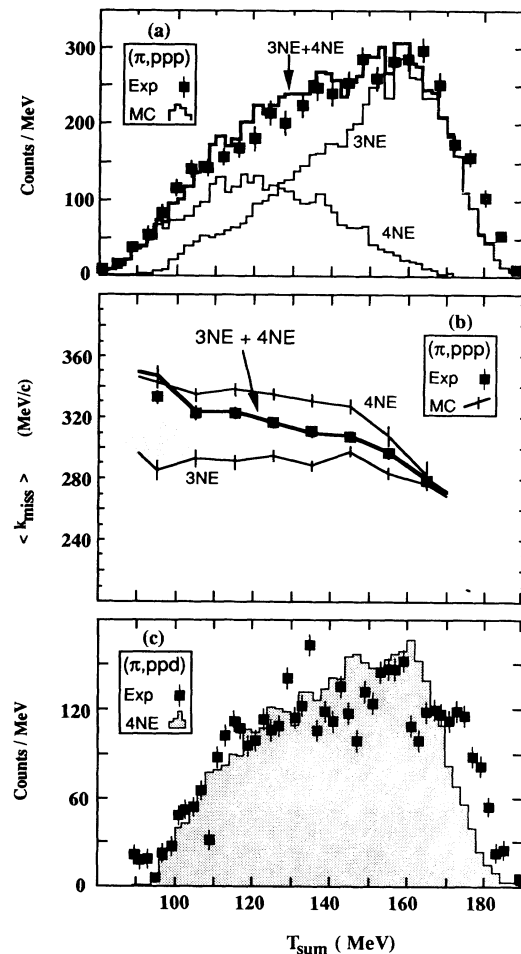 (a)
(π,ppp)
Exp
MC
3NE+4NE
3NE
4NE
300
200
100
0
Counts / MeV
(b)
(π,ppp)
Exp
MC
3NE + 4NE
4NE
3NE
360
320
280
240
< k_miss > (MeV/c)
(c)
(π,ppd)
Exp
4NE
120
60
0
Counts / MeV
100 120 140 160 180
T_sum ( MeV )